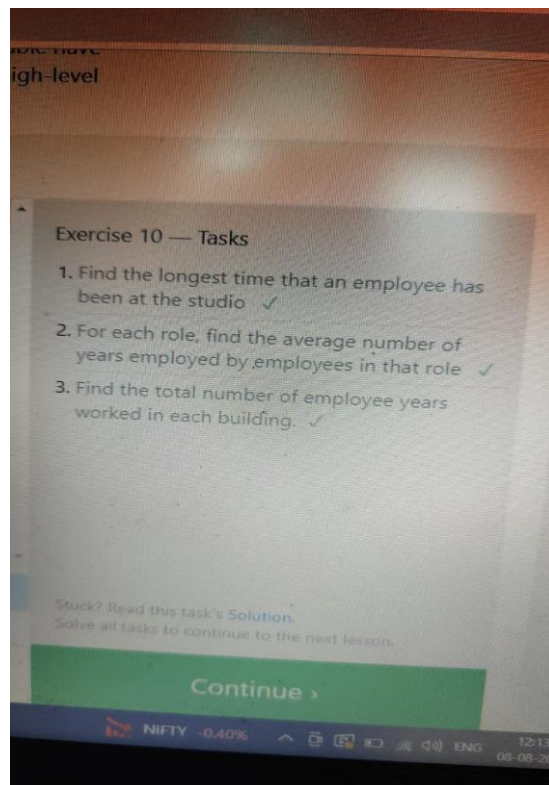 igh-level
Exercise 10 — Tasks
1. Find the longest time that an employee has
been at the studio ✓
2. For each role, find the average number of
years employed by employees in that role ✓
3. Find the total number of employee years
worked in each building. ✓
Stuck? Read this task's Solution.
Solve all tasks to continue to the next lesson.
Continue ›
NIFTY -0.40%
ENG
12:13
08-08-20